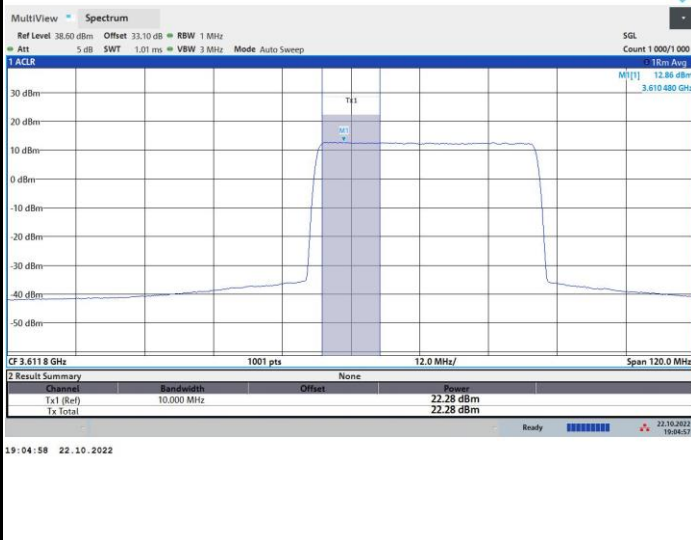 MultiView Spectrum
Ref Level 38.60 dBm Offset 33.10 dB RBW 1 MHz SGL
Att 5 dB SWT 1.01 ms VBW 3 MHz Mode Auto Sweep Count 1 000/1 000
1 ACLR 1Rm Avg
M1[1] 12.86 dBm
3.610 480 GHz
30 dBm
Tx1
20 dBm
M1
10 dBm
0 dBm
-10 dBm
-20 dBm
-30 dBm
-40 dBm
-50 dBm
CF 3.611 8 GHz 1001 pts 12.0 MHz/ Span 120.0 MHz
2 Result Summary None
Channel Bandwidth Offset Power
Tx1 (Ref) 10.000 MHz 22.28 dBm
Tx Total 22.28 dBm
Ready 22.10.2022
19:04:57
19:04:58 22.10.2022